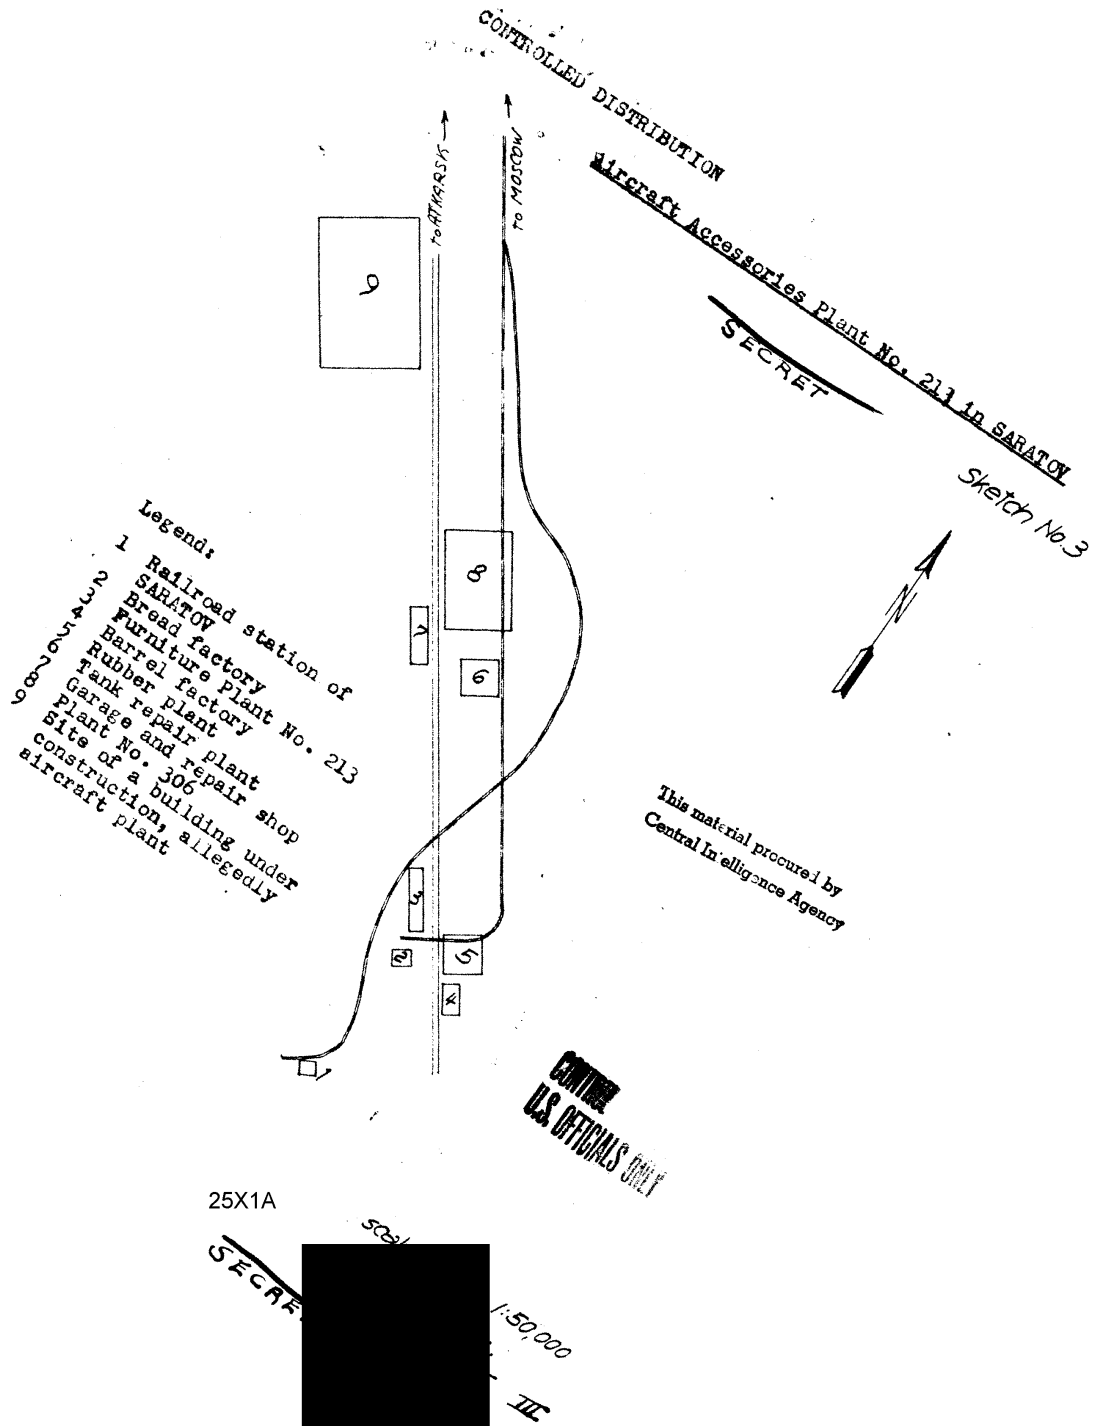 CONTROLLED DISTRIBUTION
Aircraft Accessories Plant No. 213 in SARATOV
SECRET
Sketch No. 3
to ATKARSK
to MOSCOW
N
9
8
7
6
3
5
2
4
1
Legend:
1 Railroad station of
SARATOV
2 Bread factory
3 Furniture Plant No. 213
4 Barrel factory
5 Rubber plant
6 Tank repair plant
7 Garage and repair shop
8 Plant No. 306
9 Site of a building under
construction, allegedly
aircraft plant
This material procured by
Central Intelligence Agency
CONTROL
U.S. OFFICIALS ONLY
25X1A
SECRET
1:50,000
III